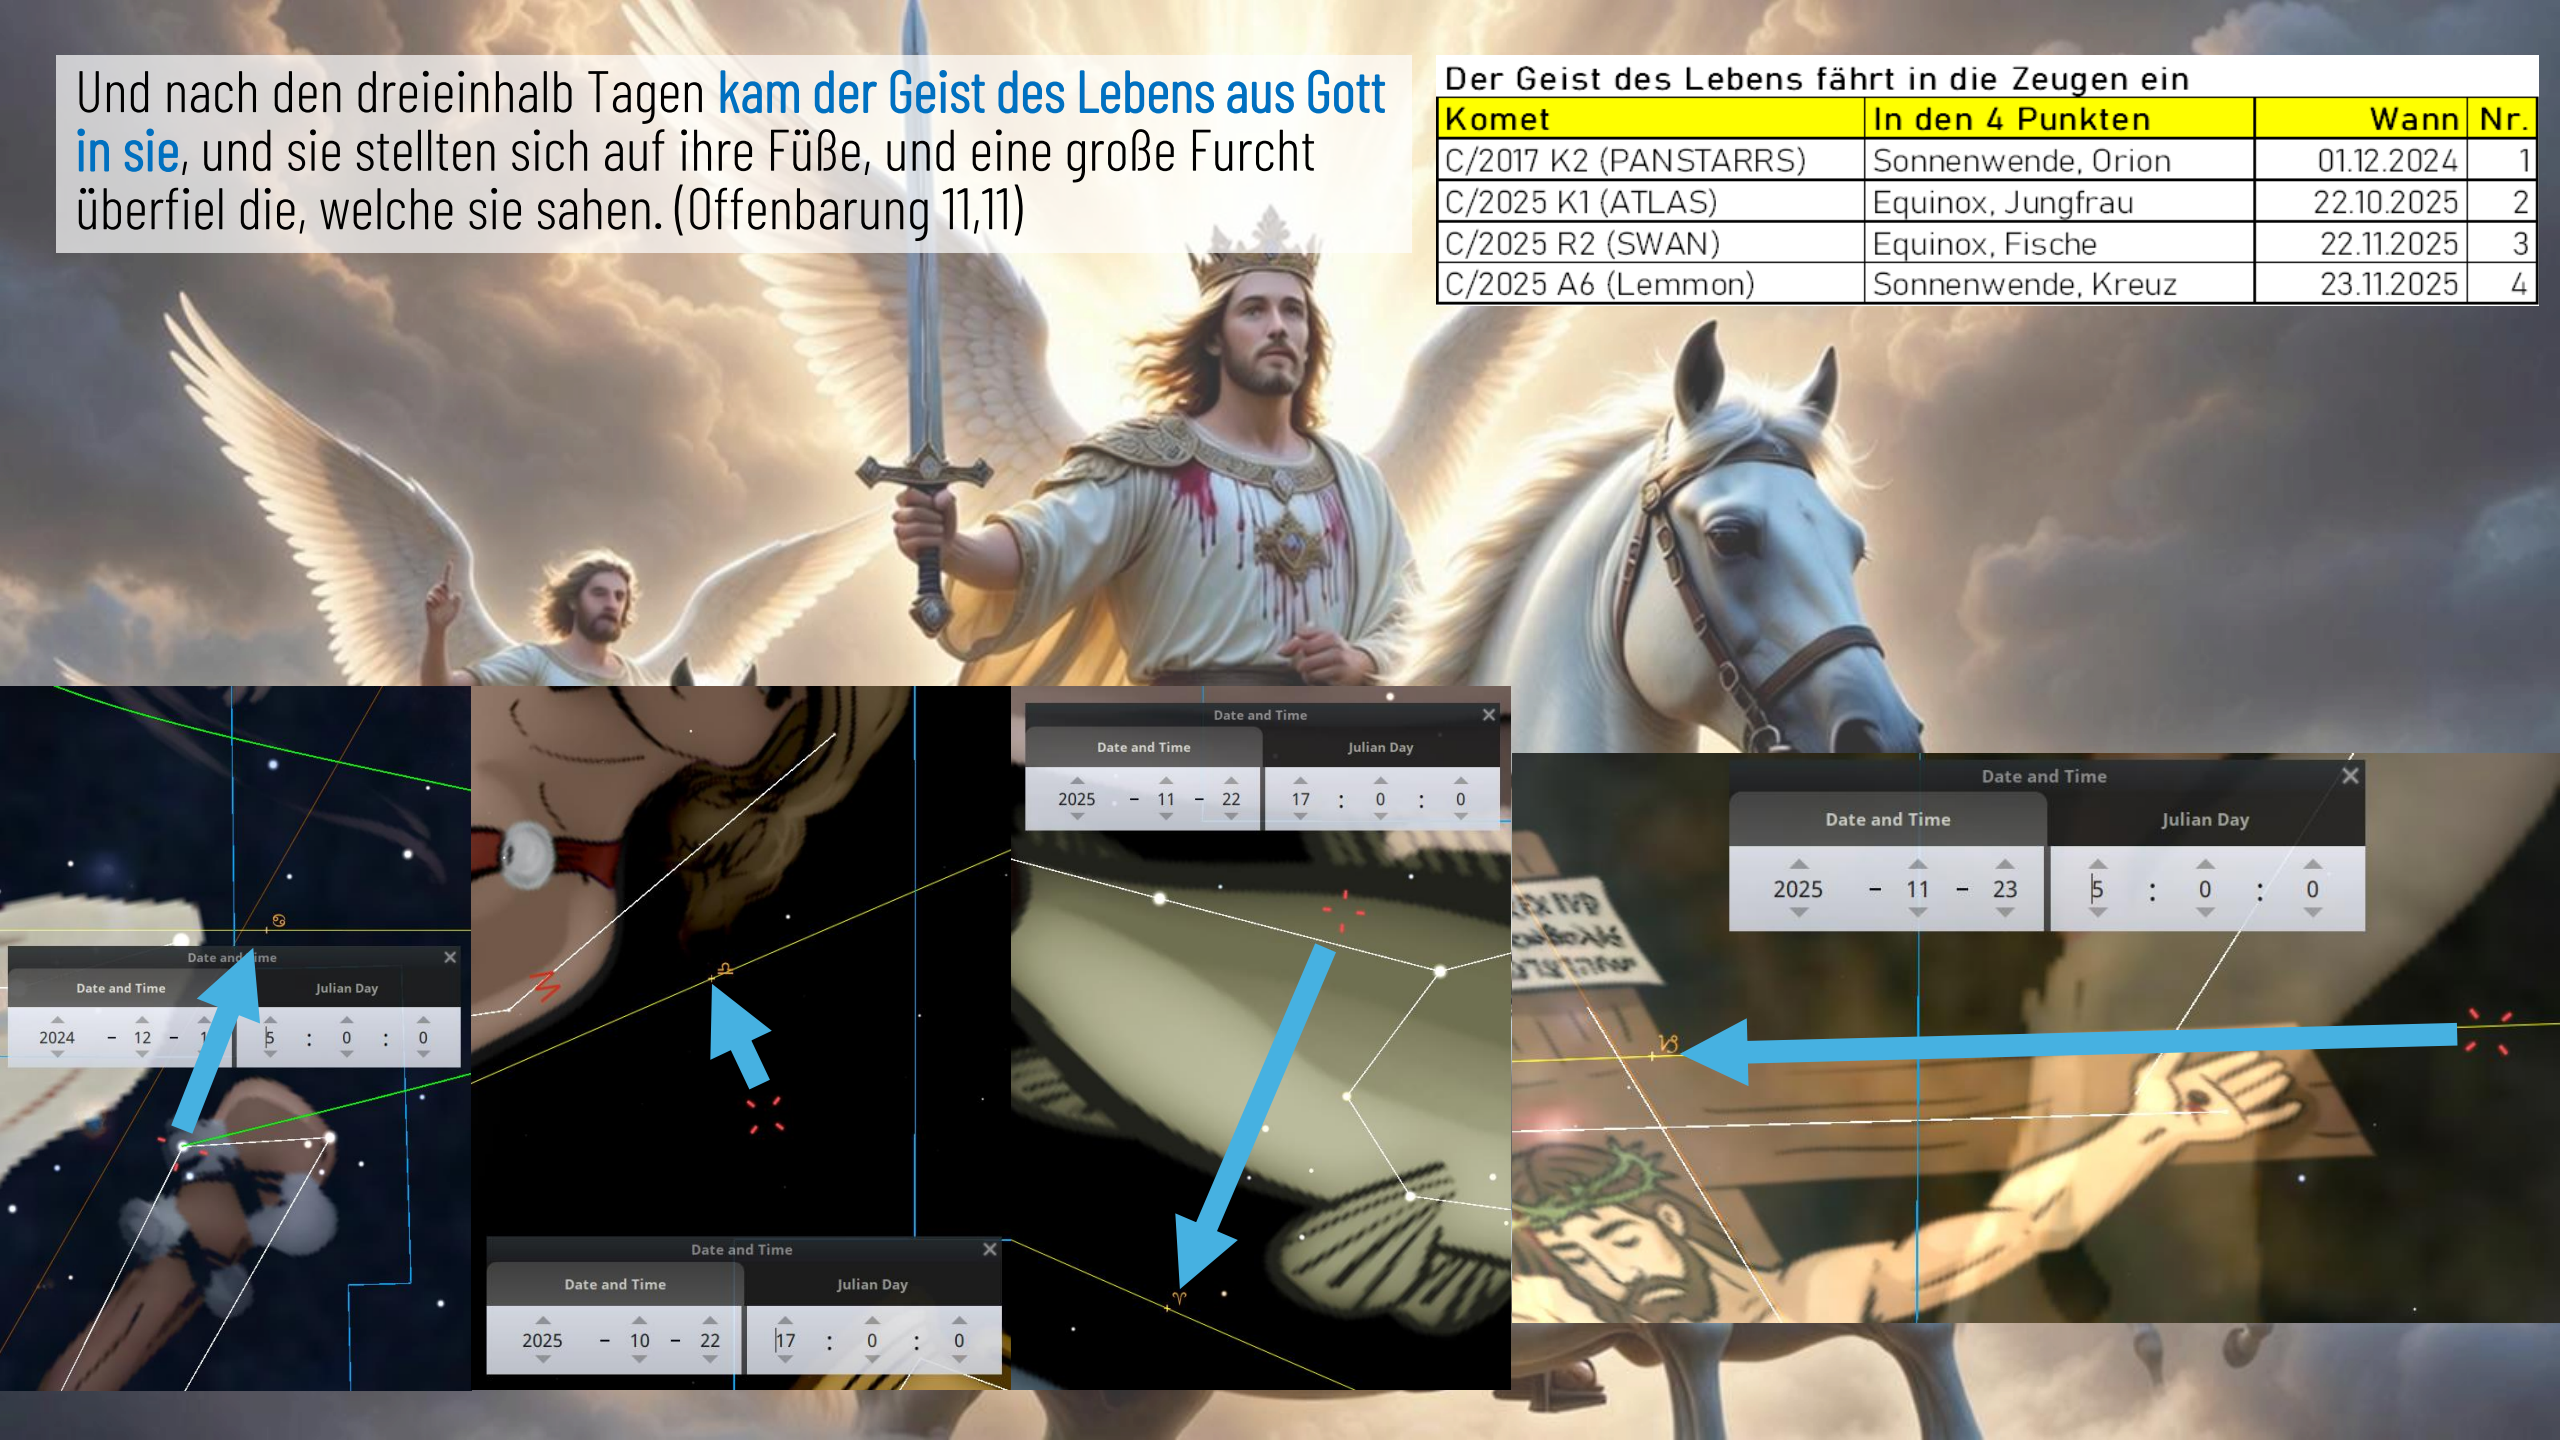 Und nach den dreieinhalb Tagen kam der Geist des Lebens aus Gott
in sie, und sie stellten sich auf ihre Füße, und eine große Furcht
überfiel die, welche sie sahen. (Offenbarung 11,11)
Der Geist des Lebens fährt in die Zeugen ein
Komet In den 4 Punkten Wann Nr.
C/2017 K2 (PANSTARRS) Sonnenwende, Orion 01.12.2024 1
C/2025 K1 (ATLAS) Equinox, Jungfrau 22.10.2025 2
C/2025 R2 (SWAN) Equinox, Fische 22.11.2025 3
C/2025 A6 (Lemmon) Sonnenwende, Kreuz 23.11.2025 4
♋
Date and Time
Date and Time Julian Day
2024 - 12 - 1 5 : 0 : 0
♎
Date and Time
Date and Time Julian Day
2025 - 10 - 22 17 : 0 : 0
Date and Time
Date and Time Julian Day
2025 - 11 - 22 17 : 0 : 0
♈
Date and Time
Date and Time Julian Day
2025 - 11 - 23 5 : 0 : 0
♑